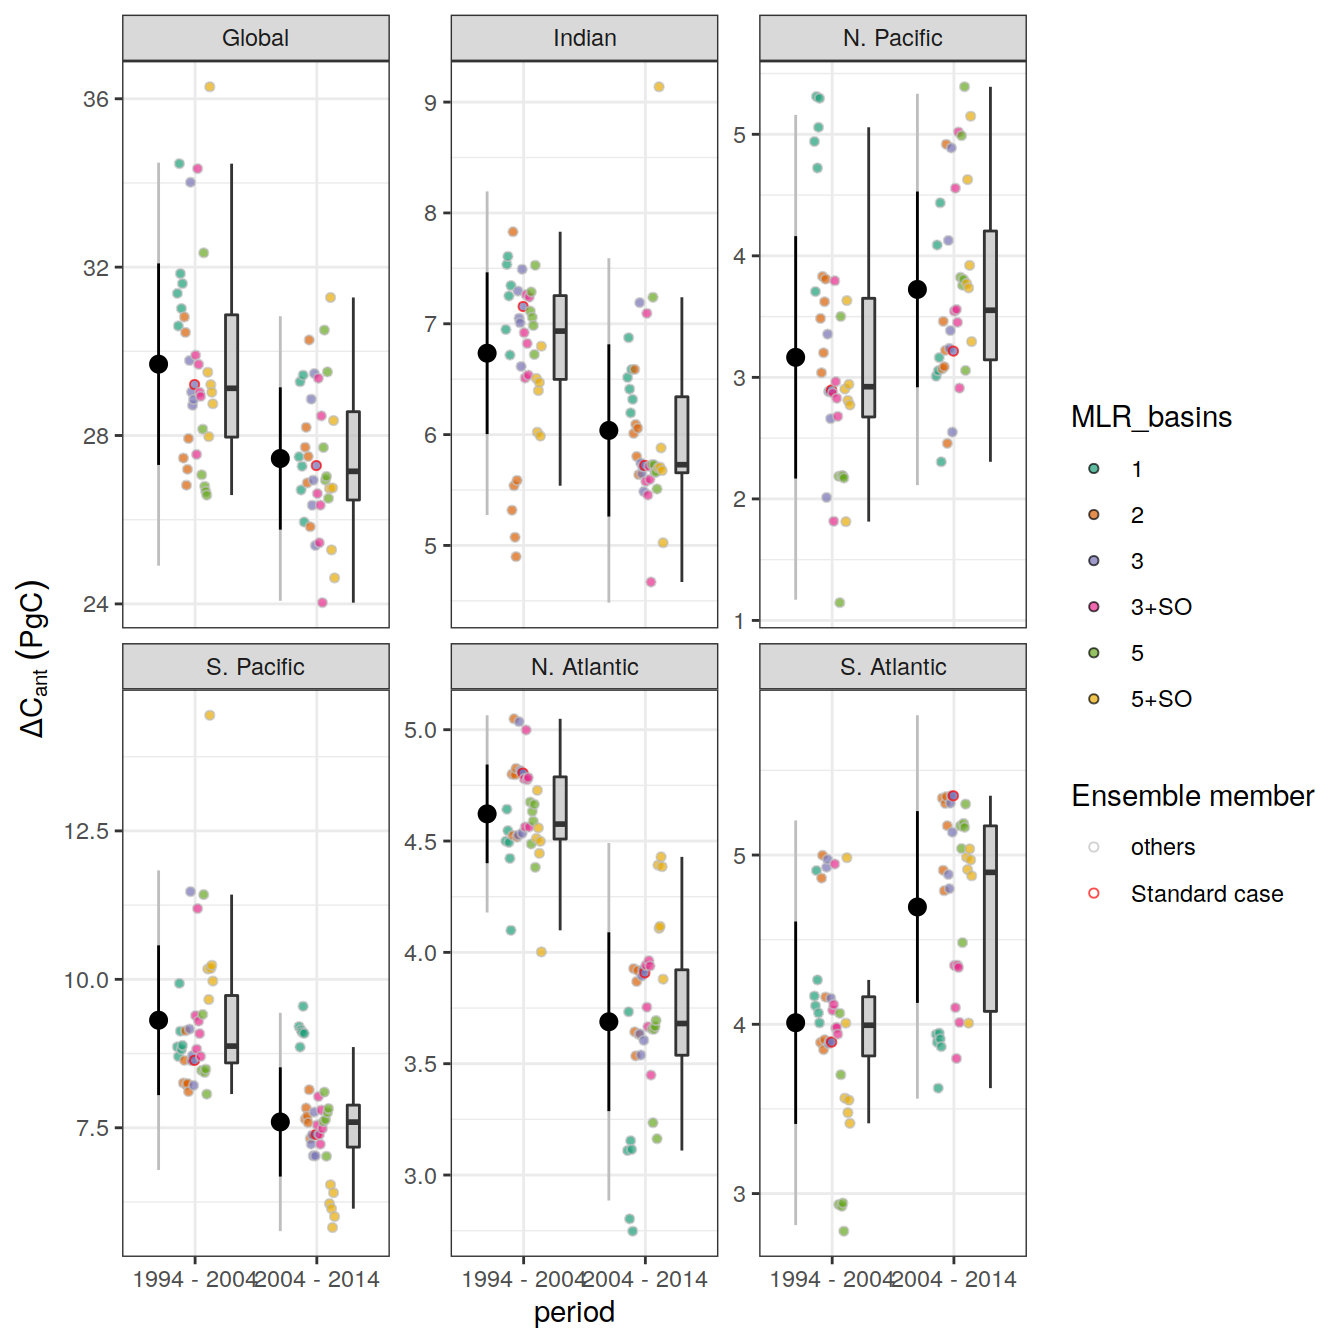 Global
Indian
N. Pacific
36
32
28
24
9
8
7
6
5
5
4
3
2
1
S. Pacific
N. Atlantic
S. Atlantic
12.5
10.0
7.5
5.0
4.5
4.0
3.5
3.0
5
4
3
1994 - 2004
2004 - 2014
1994 - 2004
2004 - 2014
1994 - 2004
2004 - 2014
period
ΔCant (PgC)
MLR_basins
1
2
3
3+SO
5
5+SO
Ensemble member
others
Standard case